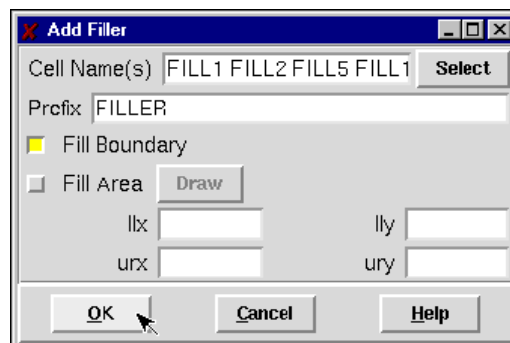 Add Filler
Cell Name(s) FILL1 FILL2 FILL5 FILL1 Select
Prefix FILLER
Fill Boundary
Fill Area Draw
llx lly
urx ury
OK Cancel Help